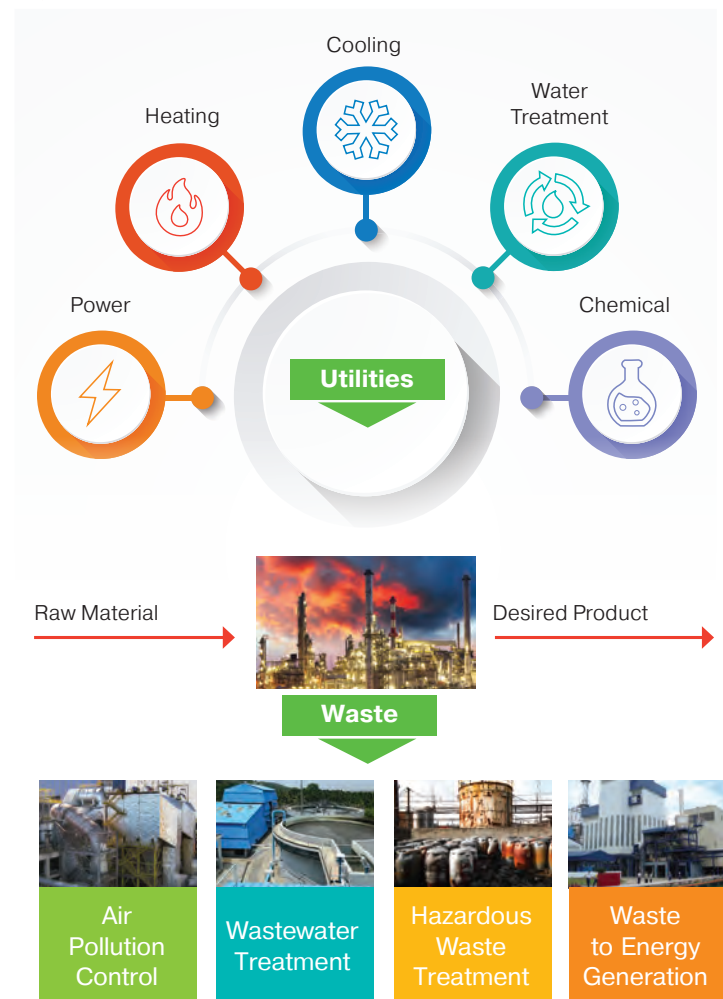 Cooling
Heating
Water
Treatment
Power
Chemical
Utilities
Raw Material
Desired Product
Waste
Air
Pollution
Control
Wastewater
Treatment
Hazardous
Waste
Treatment
Waste
to Energy
Generation